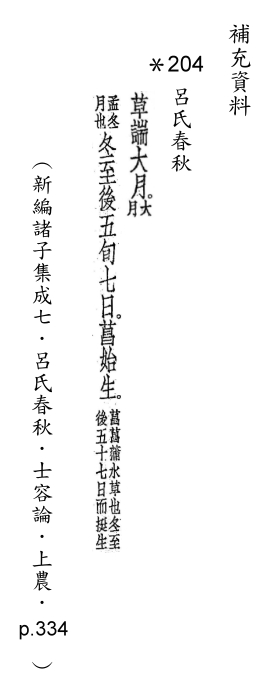 補充資料
＊204
呂氏春秋
草諯大月。大月
孟冬月也冬云至後五旬七日。菖始生。菖菖蒲水草也冬至後五十七日而挺生
（新編諸子集成七・呂氏春秋・士容論・上農・p.334）